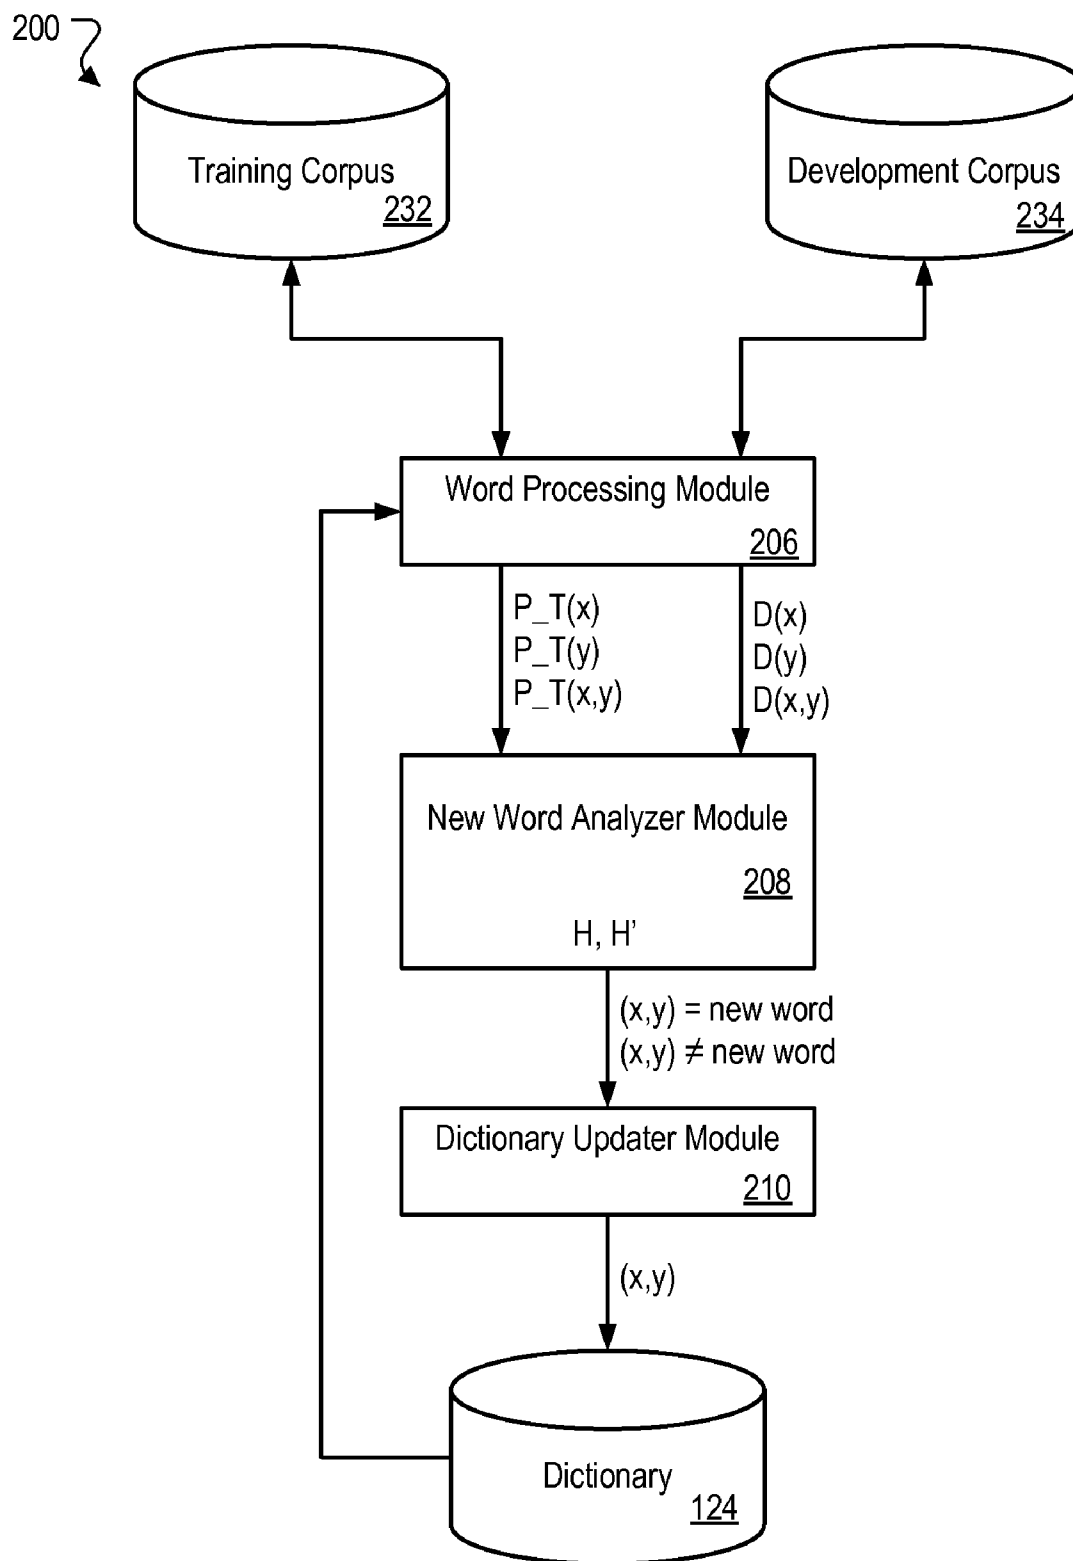 200
Training Corpus
232
Development Corpus
234
Word Processing Module
206
P_T(x)
P_T(y)
P_T(x,y)
D(x)
D(y)
D(x,y)
New Word Analyzer Module
208
H, H’
(x,y) = new word
(x,y) ≠ new word
Dictionary Updater Module
210
(x,y)
Dictionary
124